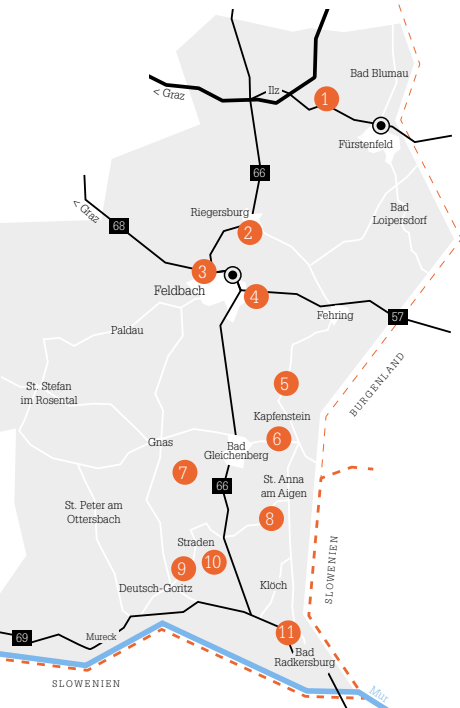 Bad Blumau
Ilz
< Graz
1
Fürstenfeld
66
Bad
Loipersdorf
< Graz
Riegersburg
68
2
3
Feldbach
4
Fehring
57
Paldau
BURGENLAND
St. Stefan
im Rosental
5
Kapfenstein
Gnas
6
Bad
Gleichenberg
7
66
St. Anna
am Aigen
St. Peter am
Ottersbach
8
Straden
9
10
SLOWENIEN
Deutsch-Goritz
Klöch
69
Mureck
11
Bad
Radkersburg
SLOWENIEN
Mur